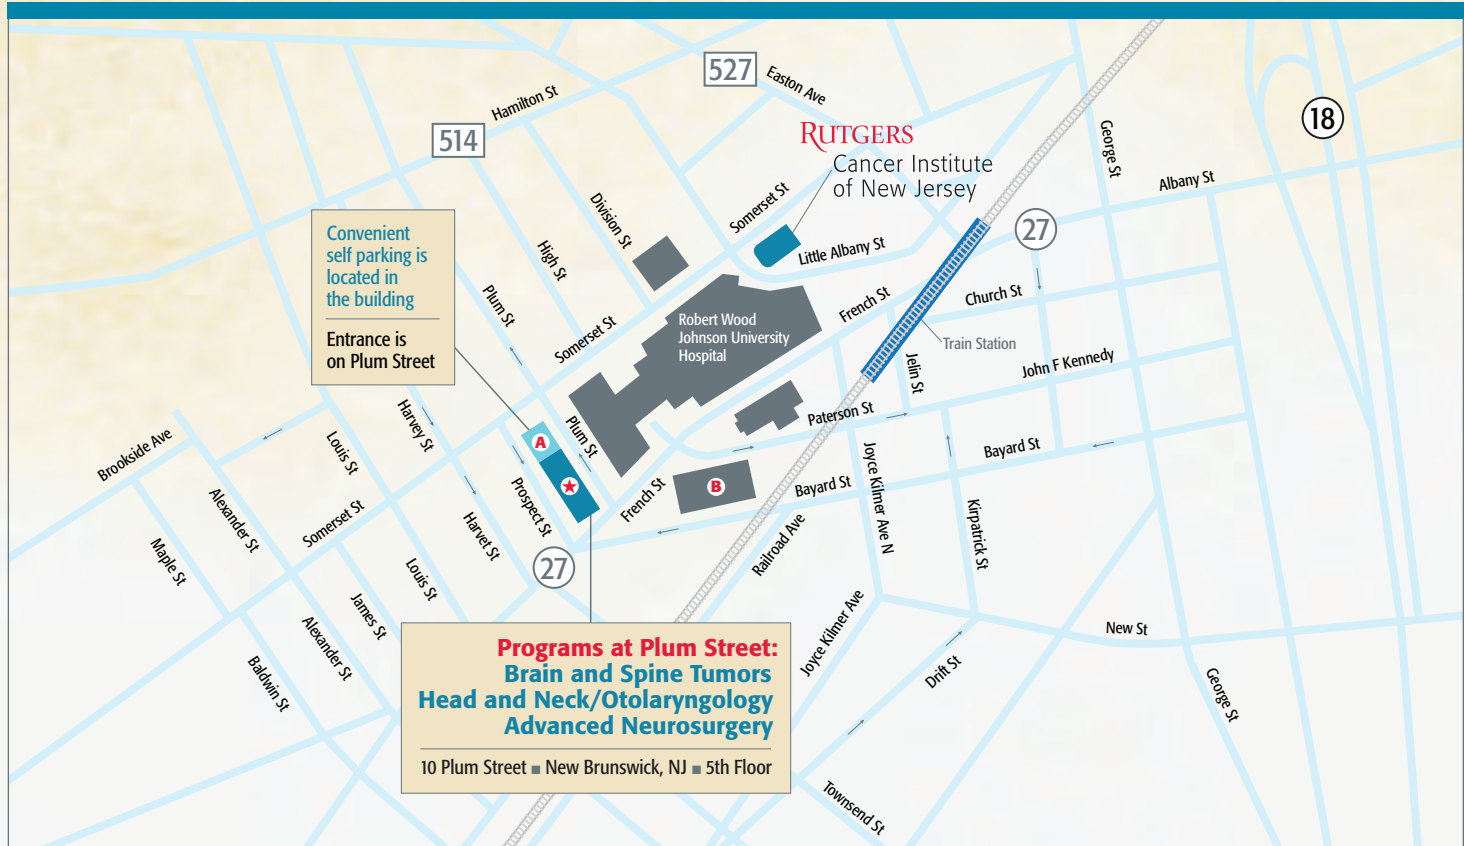 527
Easton Ave
Hamilton St
514
18
George St
RUTGERS
Cancer Institute
of New Jersey
Albany St
Somerset St
Division St
27
Little Albany St
Convenient
self parking is
located in
the building
Entrance is
on Plum Street
High St
Plum St
Somerset St
Robert Wood
Johnson University
Hospital
French St
Church St
Train Station
Jelin St
John F Kennedy
Paterson St
Harvey St
Plum St
A
Louis St
Brookside Ave
Bayard St
Joyce Kilmer Ave N
B
Bayard St
French St
Prospect St
Alexander St
Somerset St
Harvet St
Kirpatrick St
Railroad Ave
Maple St
27
Louis St
James St
Joyce Kilmer Ave
New St
Alexander St
Baldwin St
Drift St
George St
Programs at Plum Street:
Brain and Spine Tumors
Head and Neck/Otolaryngology
Advanced Neurosurgery
10 Plum Street ■ New Brunswick, NJ ■ 5th Floor
Townsend St